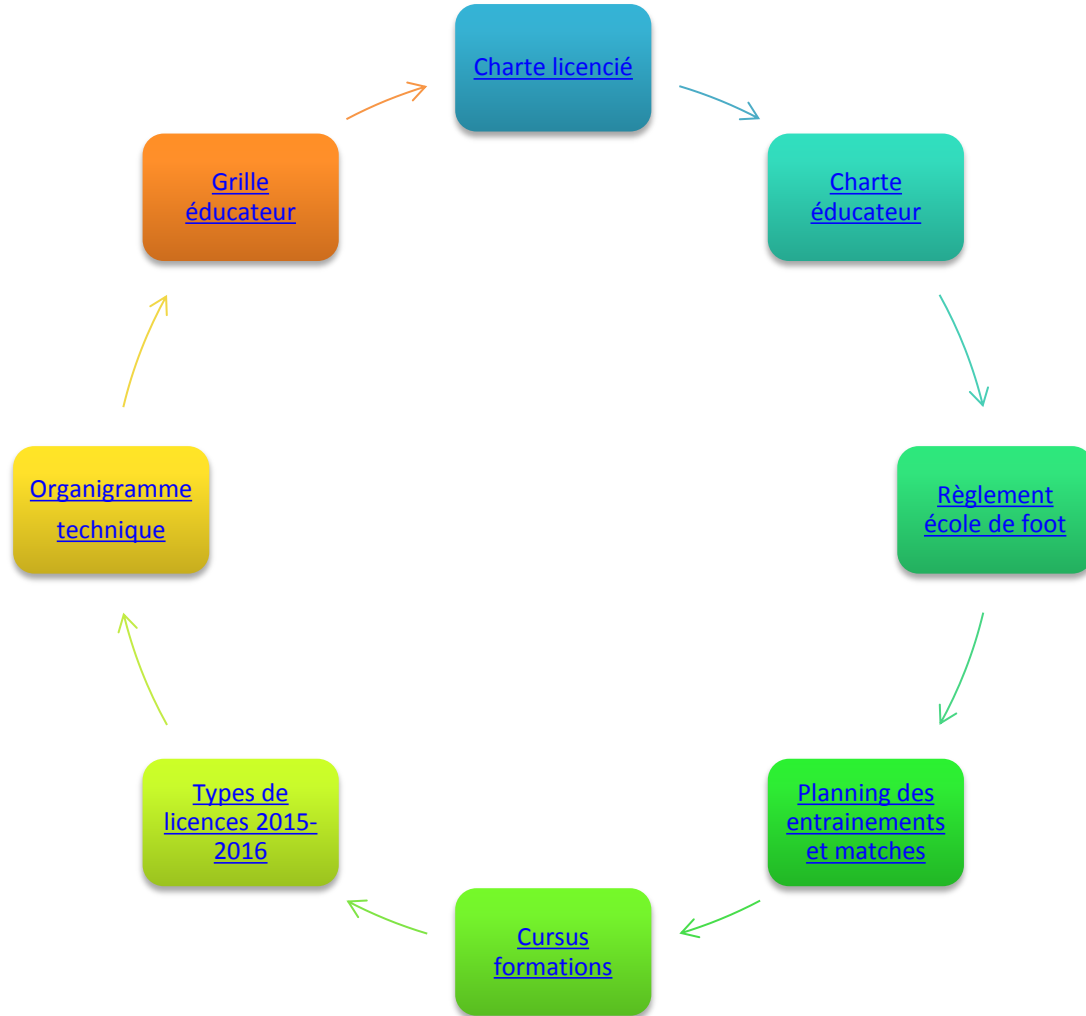 Charte licencié
Charte
éducateur
Règlement
école de foot
Planning des
entrainements
et matches
Cursus
formations
Types de
licences 2015-
2016
Organigramme
technique
Grille
éducateur